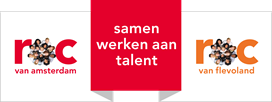 roc
van amsterdam
samen
werken aan
talent
roc
van flevoland